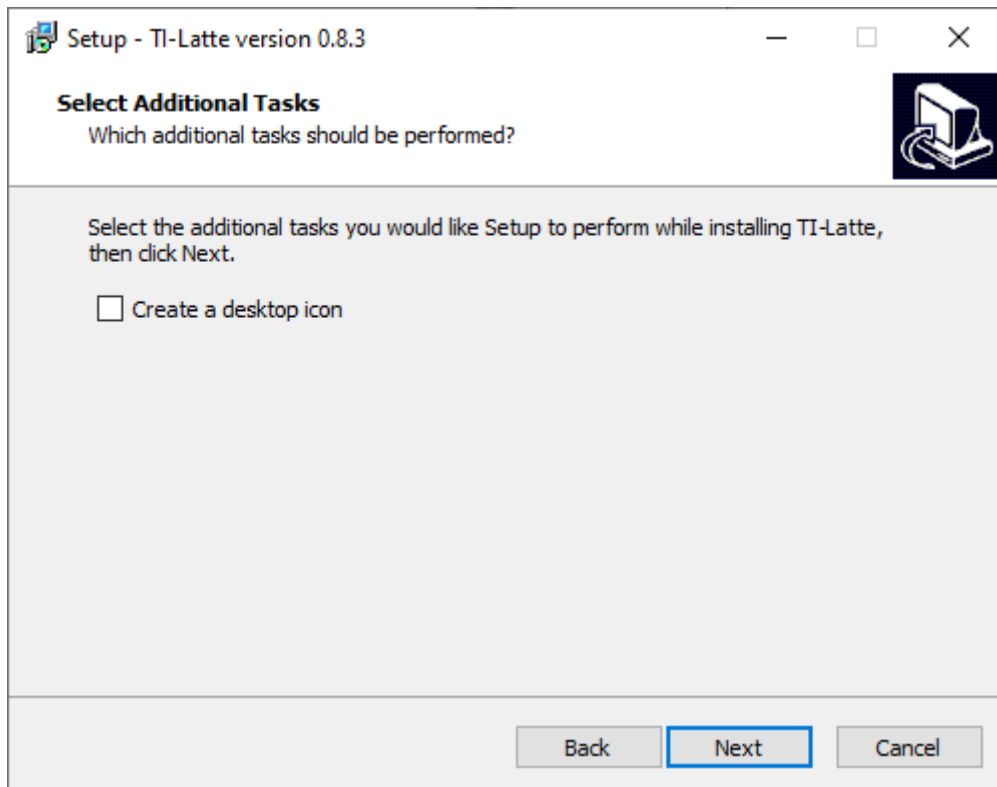 Setup - TI-Latte version 0.8.3
Select Additional Tasks
Which additional tasks should be performed?
Select the additional tasks you would like Setup to perform while installing TI-Latte,
then click Next.
Create a desktop icon
Back Next Cancel